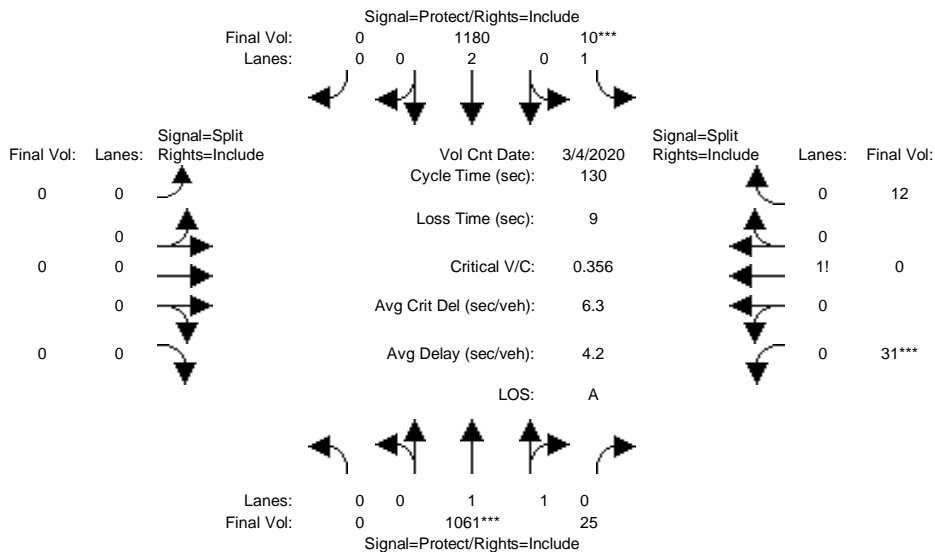 Signal=Protect/Rights=Include
Final Vol: 0 1180 10***
Lanes: 0 0 2 0 1
Signal=Split Signal=Split
Final Vol: Lanes: Rights=Include Vol Cnt Date: 3/4/2020 Rights=Include Lanes: Final Vol:
Cycle Time (sec): 130
0 0 0 12
Loss Time (sec): 9
0 0
0 0 Critical V/C: 0.356 1! 0
0 Avg Crit Del (sec/veh): 6.3 0
0 0 Avg Delay (sec/veh): 4.2 0 31***
LOS: A
Lanes: 0 0 1 1 0
Final Vol: 0 1061*** 25
Signal=Protect/Rights=Include